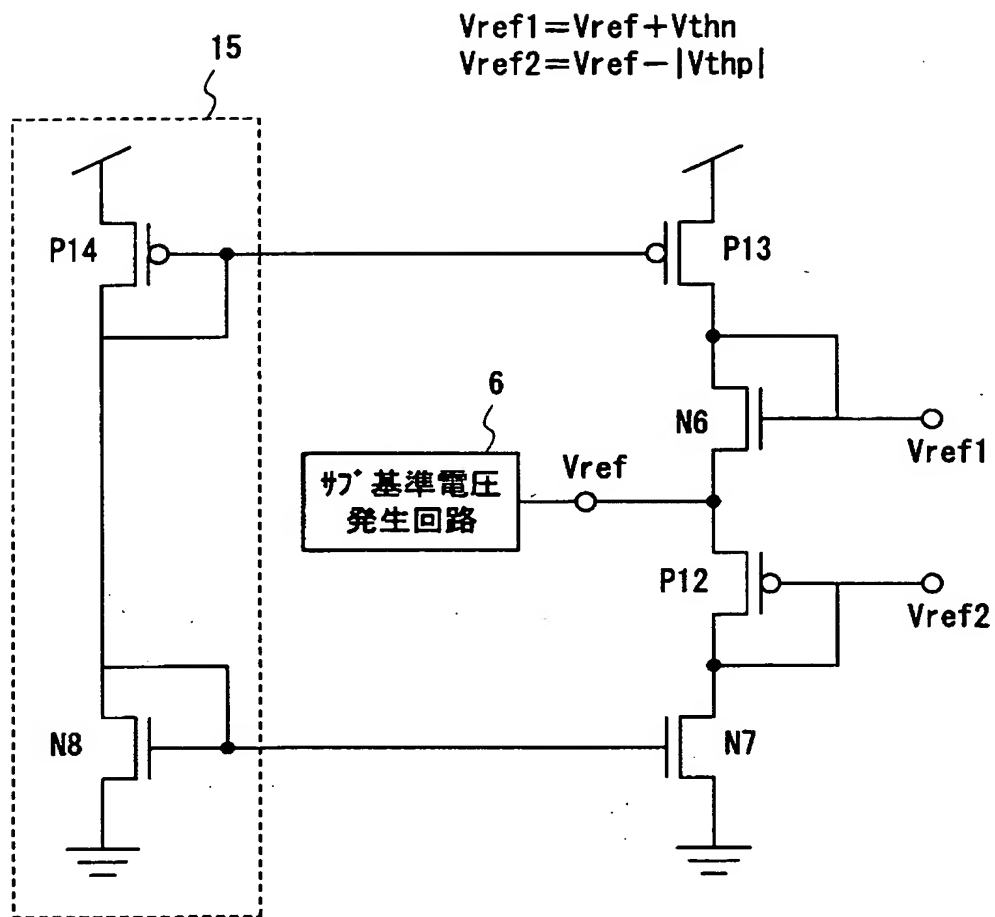 Vref1=Vref+Vthn
Vref2=Vref-|Vthp|
15
P14
P13
6
N6
Vref1
Vref
ｻﾌﾞ基準電圧
発生回路
P12
Vref2
N8
N7